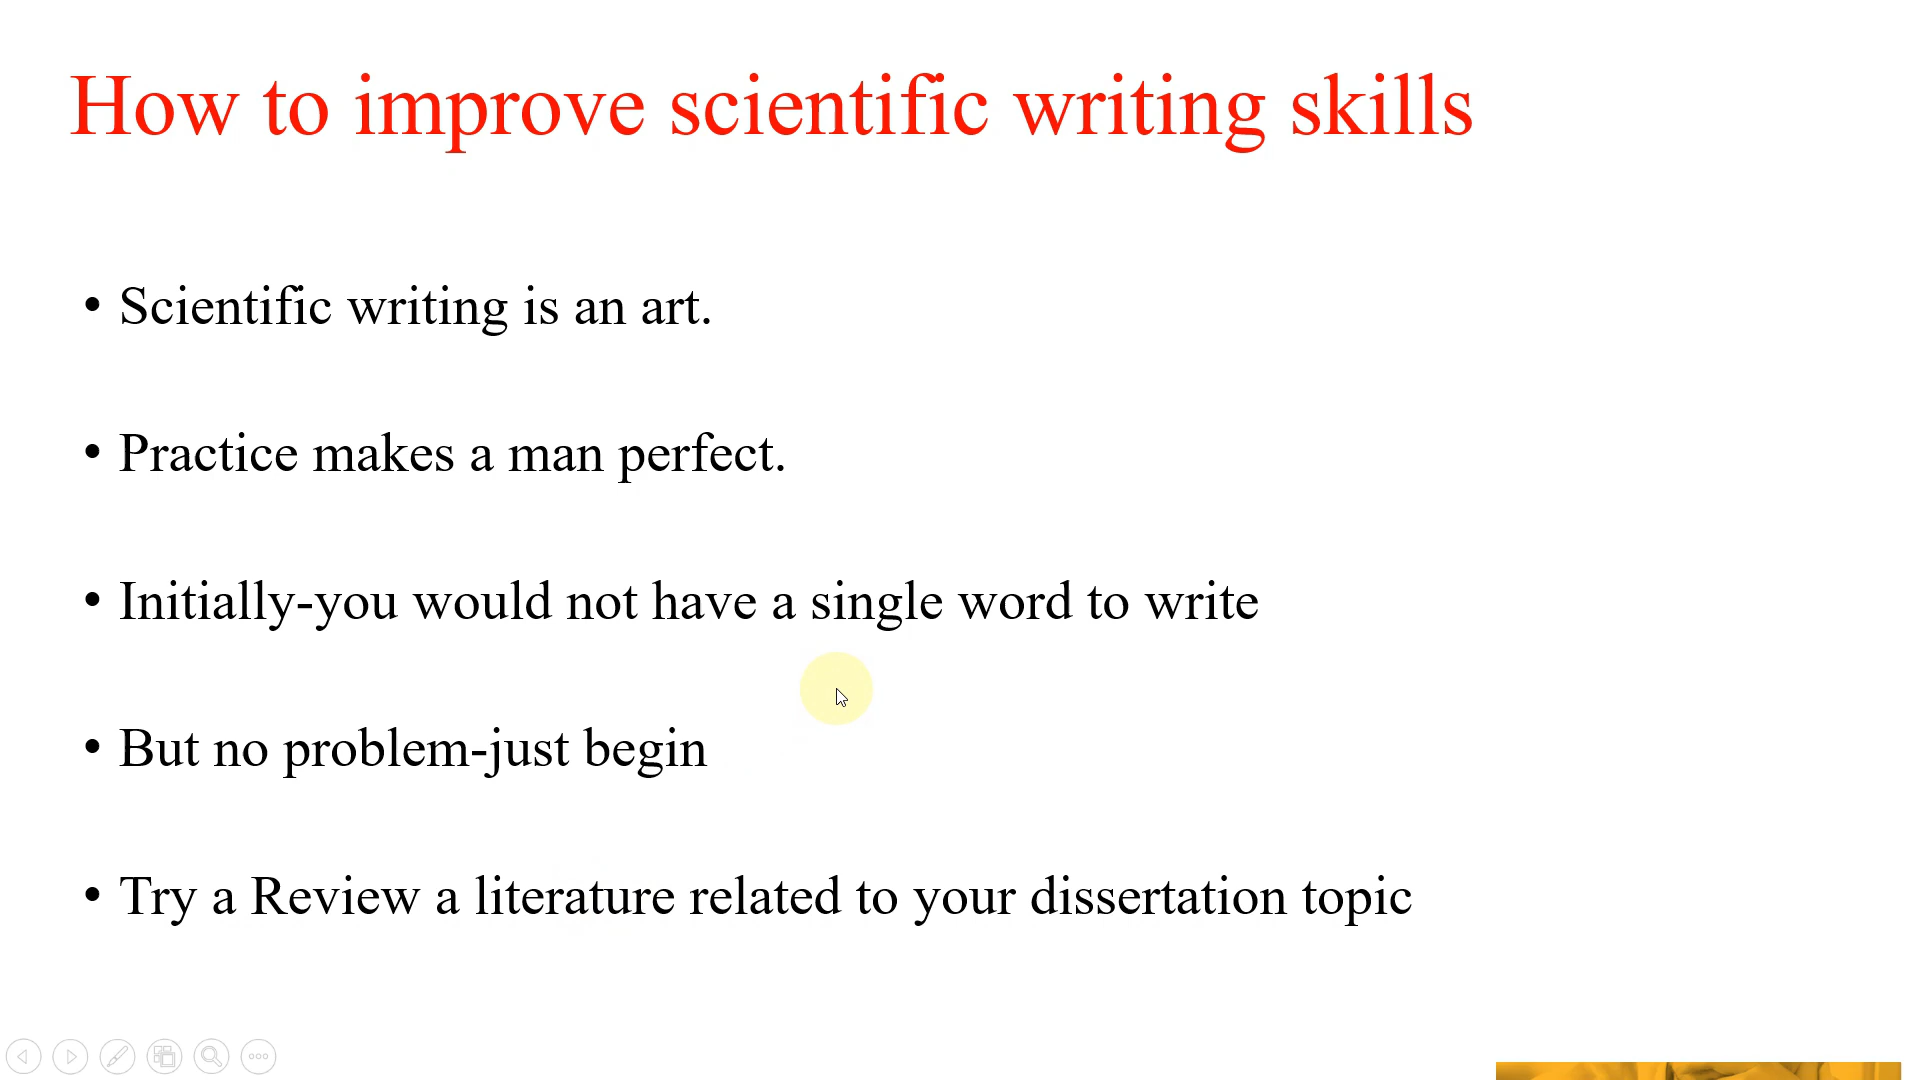 How to improve scientific writing skills
• Scientific writing is an art.
• Practice makes a man perfect.
• Initially-you would not have a single word to write
• But no problem-just begin
• Try a Review a literature related to your dissertation topic